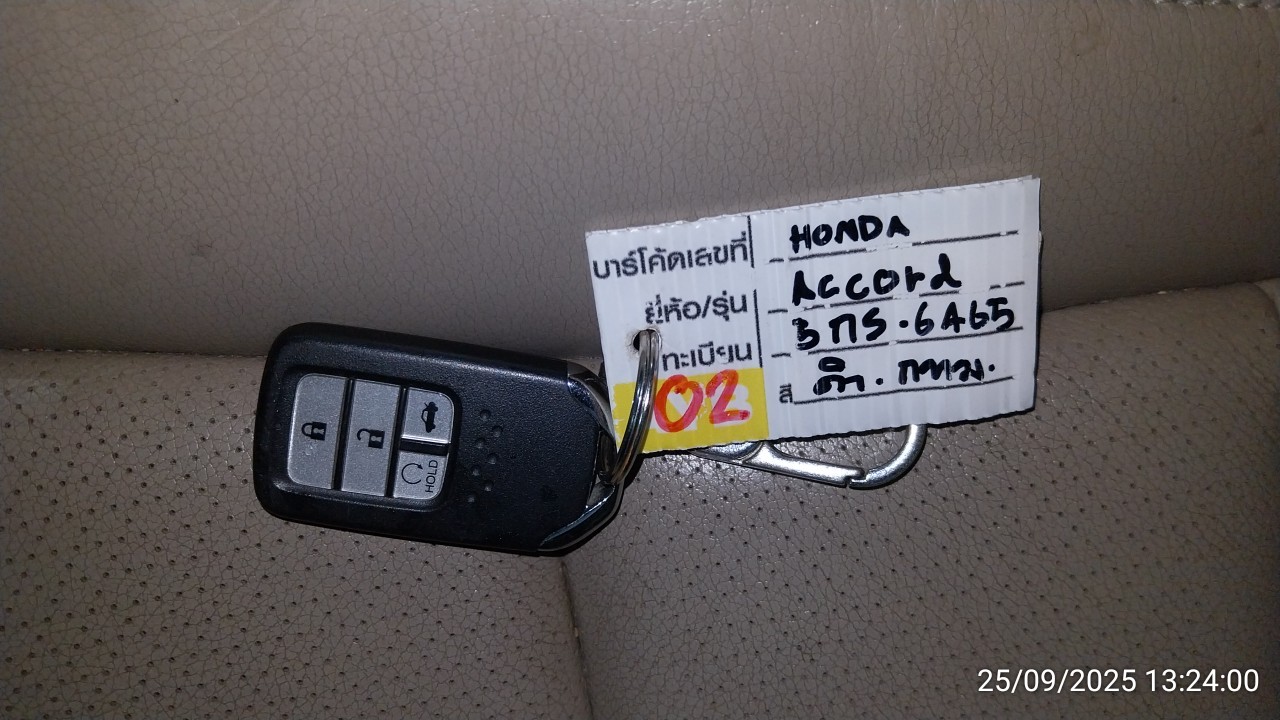 บาร์โค้ดเลขที่ HONDA
ยี่ห้อ/รุ่น Accord
ทะเบียน 3กS.6A65
02
สี ดำ. กทม.
HOLD
25/09/2025 13:24:00